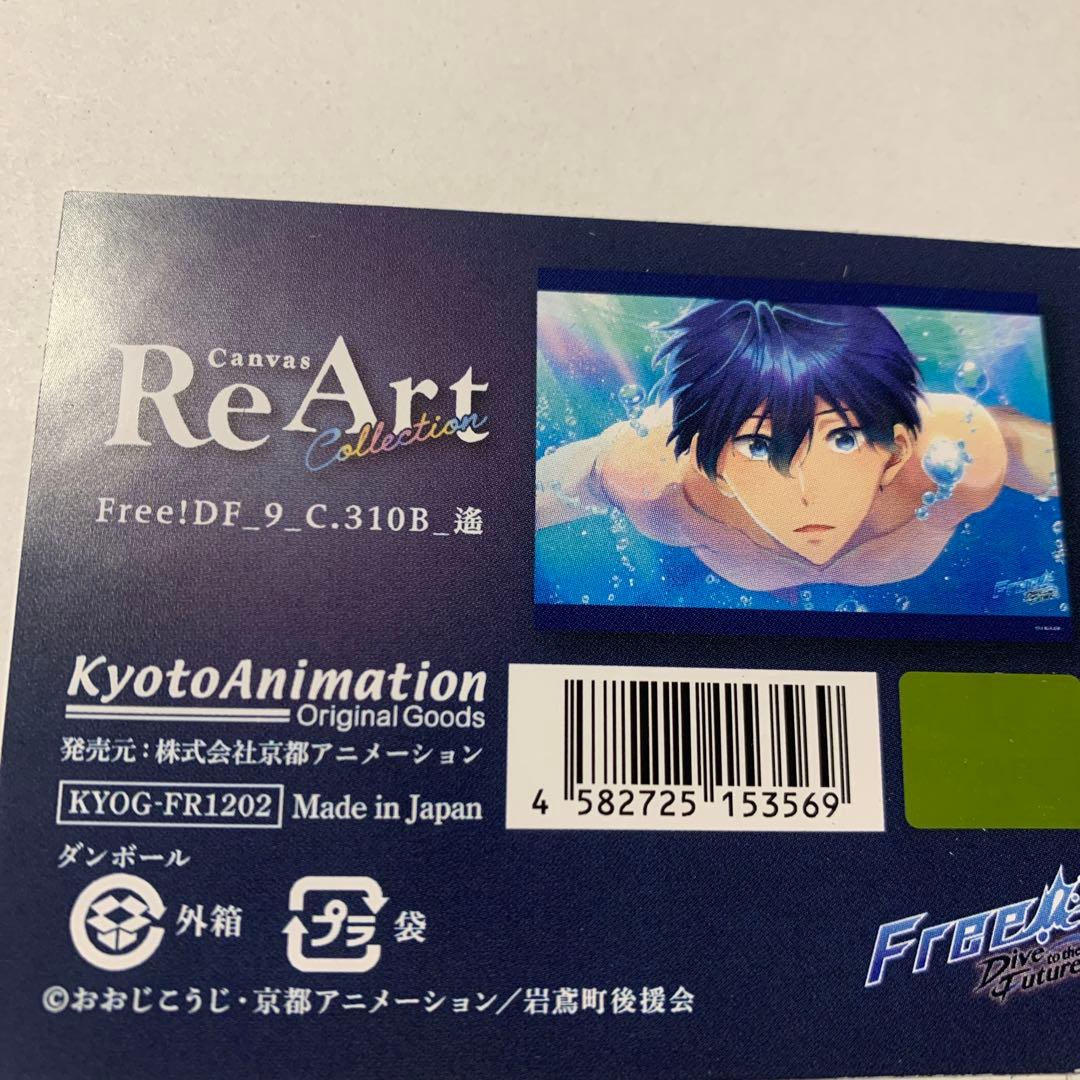 Canvas
ReArt
Collection
Free!DF_9_C.310B_遙
KyotoAnimation
Original Goods
発売元:株式会社京都アニメーション
KYOG-FR1202 Made in Japan
4 582725 153569
ダンボール
外箱 プラ 袋
Free!
Dive to the
Future
©おおじこうじ・京都アニメーション/岩鳶町後援会